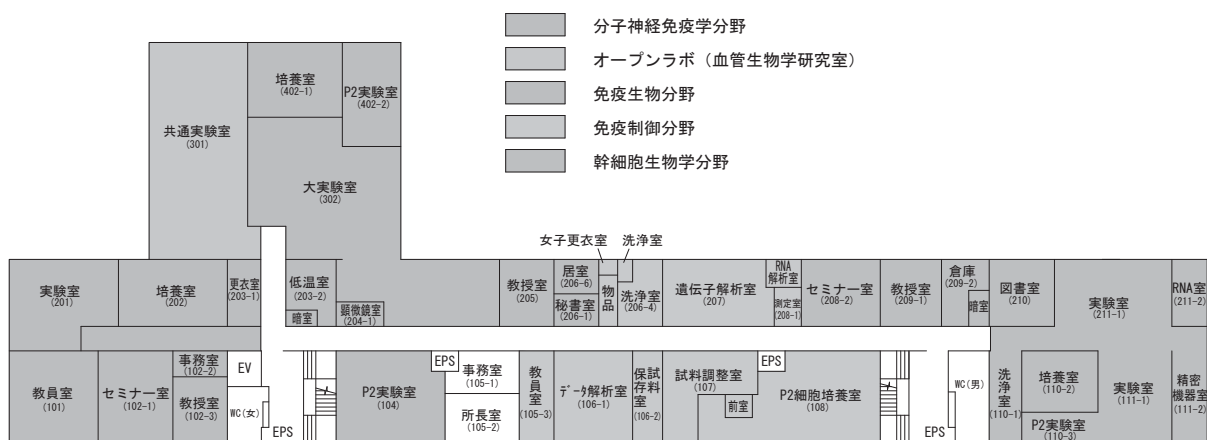 分子神経免疫学分野
オープンラボ（血管生物学研究室）
免疫生物分野
免疫制御分野
幹細胞生物学分野
共通実験室
(301)
培養室
(402-1)
P2実験室
(402-2)
大実験室
(302)
女子更衣室
洗浄室
実験室
(201)
培養室
(202)
更衣室
(203-1)
低温室
(203-2)
暗室
顕微鏡室
(204-1)
教授室
(205)
居室
(206-6)
秘書室
(206-1)
物品
洗浄室
(206-4)
遺伝子解析室
(207)
RNA
解析室
測定室
(208-1)
セミナー室
(208-2)
教授室
(209-1)
倉庫
(209-2)
暗室
図書室
(210)
実験室
(211-1)
RNA室
(211-2)
教員室
(101)
セミナー室
(102-1)
事務室
(102-2)
教授室
(102-3)
EV
WC(女)
EPS
P2実験室
(104)
EPS
事務室
(105-1)
所長室
(105-2)
教員室
(105-3)
データ解析室
(106-1)
試料保存室
(106-2)
試料調整室
(107)
前室
EPS
P2細胞培養室
(108)
EPS
WC(男)
洗浄室
(110-1)
培養室
(110-2)
P2実験室
(110-3)
実験室
(111-1)
精密
機器室
(111-2)